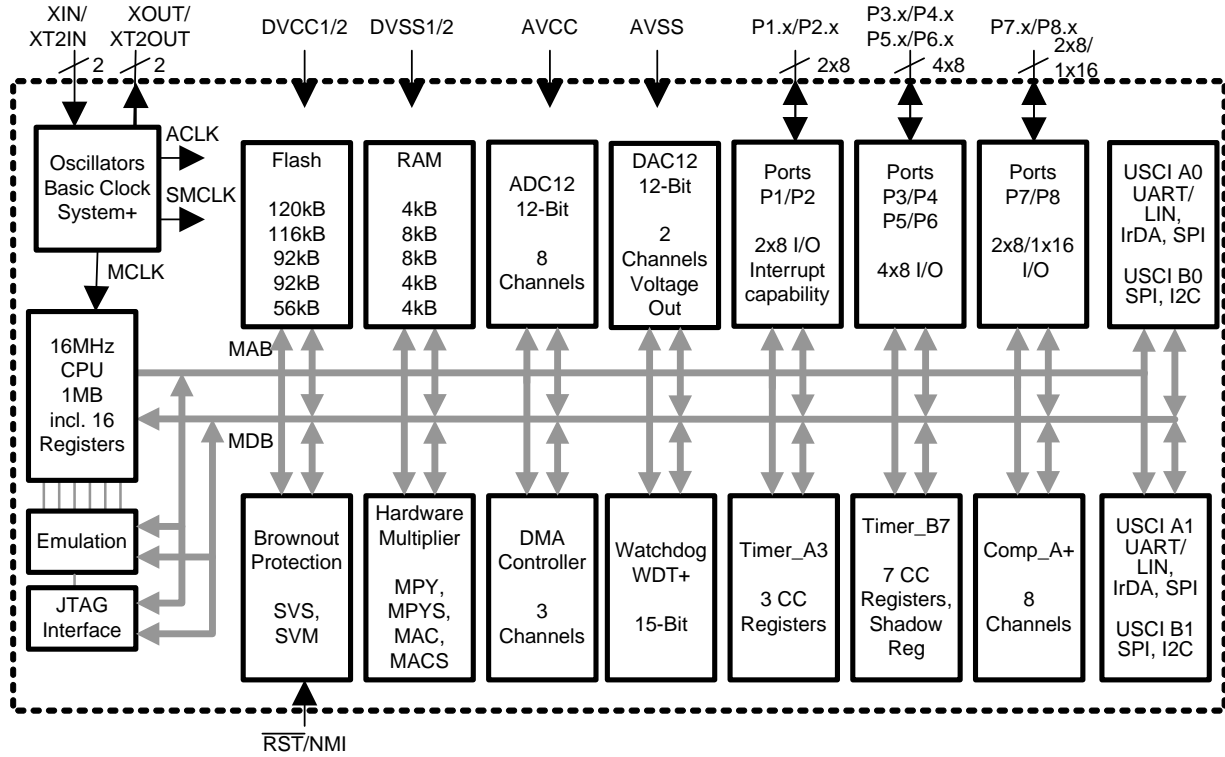 XIN/
XT2IN
XOUT/
XT2OUT
DVCC1/2
DVSS1/2
AVCC
AVSS
P1.x/P2.x
P3.x/P4.x
P5.x/P6.x
P7.x/P8.x
2
2
2x8
4x8
2x8/
1x16
Oscillators
Basic Clock
System+
ACLK
SMCLK
MCLK
Flash
120kB
116kB
92kB
92kB
56kB
RAM
4kB
8kB
8kB
4kB
4kB
ADC12
12-Bit
8
Channels
DAC12
12-Bit
2
Channels
Voltage
Out
Ports
P1/P2
2x8 I/O
Interrupt
capability
Ports
P3/P4
P5/P6
4x8 I/O
Ports
P7/P8
2x8/1x16
I/O
USCI A0
UART/
LIN,
IrDA, SPI
USCI B0
SPI, I2C
16MHz
CPU
1MB
incl. 16
Registers
MAB
MDB
Emulation
JTAG
Interface
Brownout
Protection
SVS,
SVM
Hardware
Multiplier
MPY,
MPYS,
MAC,
MACS
DMA
Controller
3
Channels
Watchdog
WDT+
15-Bit
Timer_A3
3 CC
Registers
Timer_B7
7 CC
Registers,
Shadow
Reg
Comp_A+
8
Channels
USCI A1
UART/
LIN,
IrDA, SPI
USCI B1
SPI, I2C
RST/NMI